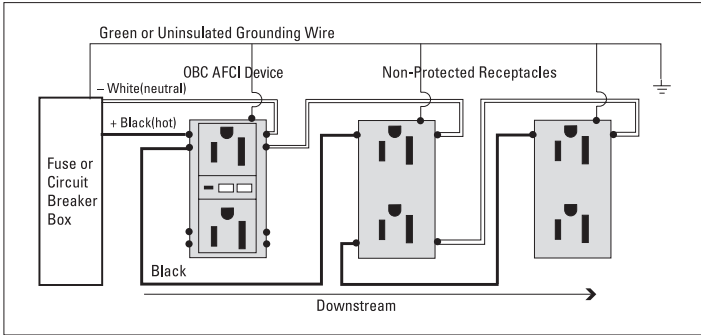 Green or Uninsulated Grounding Wire
OBC AFCI Device
Non-Protected Receptacles
– White(neutral)
+ Black(hot)
Fuse or
Circuit
Breaker
Box
Black
Downstream